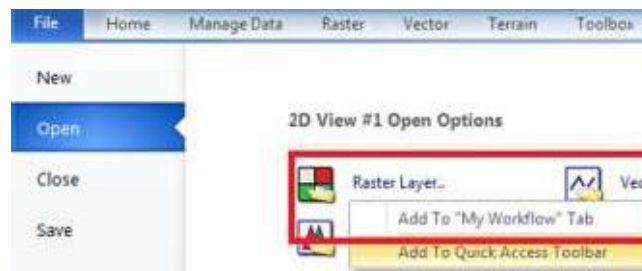 File Home Manage Data Raster Vector Terrain Toolbox
New
Open
2D View #1 Open Options
Close
Raster Layer...
Save
Add To "My Workflow" Tab
Add To Quick Access Toolbar